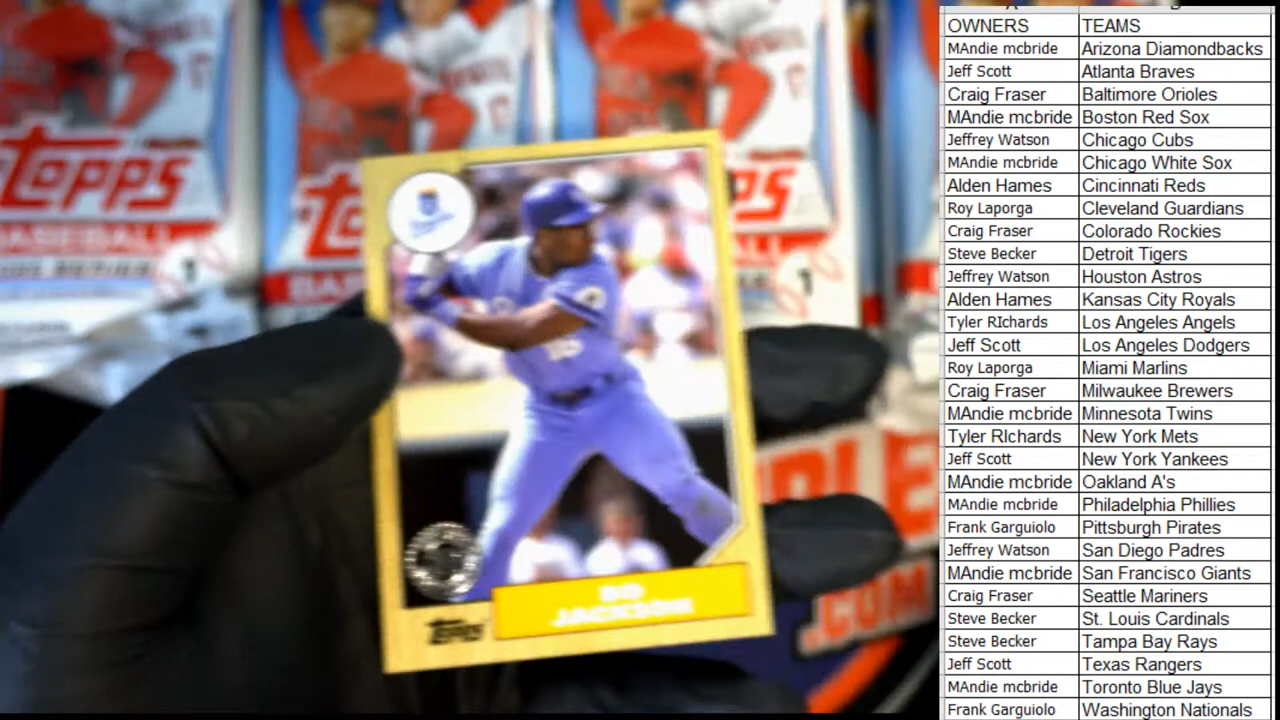 OWNERS TEAMS
MAndie mcbride Arizona Diamondbacks
Jeff Scott Atlanta Braves
Craig Fraser Baltimore Orioles
MAndie mcbride Boston Red Sox
Jeffrey Watson Chicago Cubs
MAndie mcbride Chicago White Sox
Alden Hames Cincinnati Reds
Roy Laporga Cleveland Guardians
Craig Fraser Colorado Rockies
Steve Becker Detroit Tigers
Jeffrey Watson Houston Astros
Alden Hames Kansas City Royals
Tyler RIchards Los Angeles Angels
Jeff Scott Los Angeles Dodgers
Roy Laporga Miami Marlins
Craig Fraser Milwaukee Brewers
MAndie mcbride Minnesota Twins
Tyler RIchards New York Mets
Jeff Scott New York Yankees
MAndie mcbride Oakland A's
MAndie mcbride Philadelphia Phillies
Frank Garguiolo Pittsburgh Pirates
Jeffrey Watson San Diego Padres
MAndie mcbride San Francisco Giants
Craig Fraser Seattle Mariners
Steve Becker St. Louis Cardinals
Steve Becker Tampa Bay Rays
Jeff Scott Texas Rangers
MAndie mcbride Toronto Blue Jays
Frank Garguiolo Washington Nationals
TOPPS
BASEBALL
1
1
16
BO
JACKSON
Topps
.COM